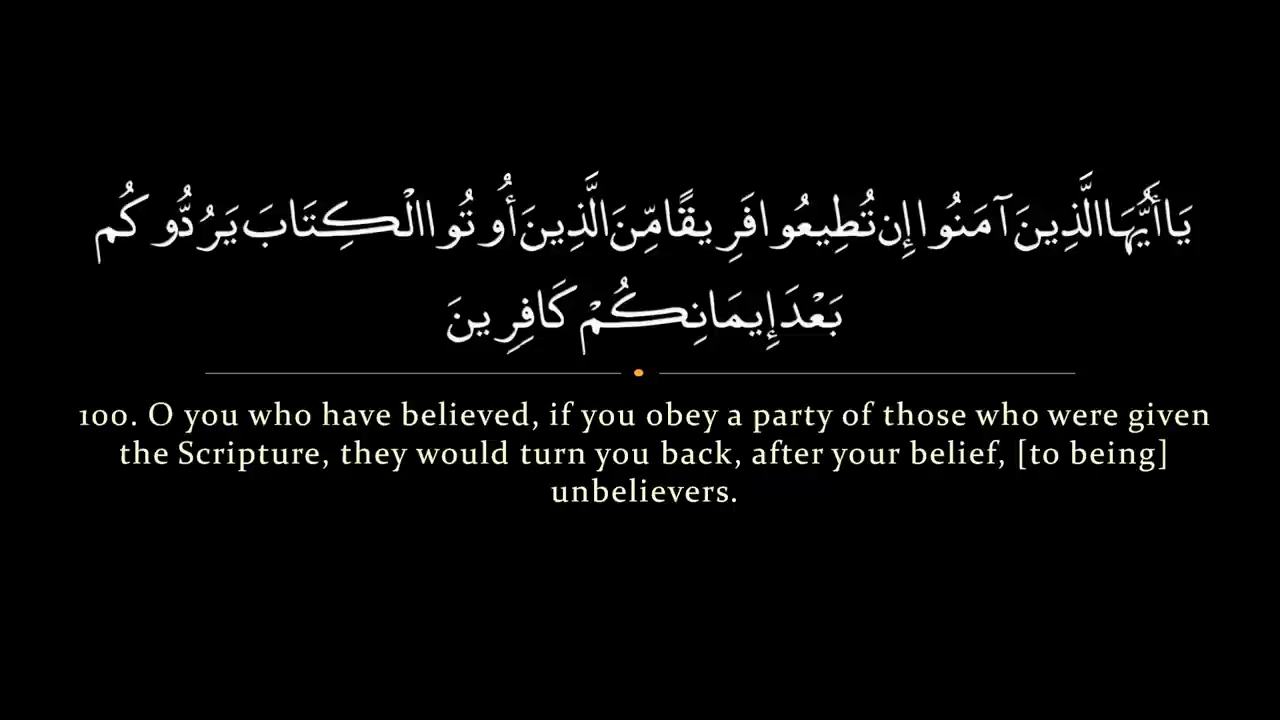 يَا أَيُّهَا الَّذِينَ آمَنُوا إِن تُطِيعُوا فَرِيقًا مِّنَ الَّذِينَ أُوتُوا الْكِتَابَ يَرُدُّوكُم
بَعْدَ إِيمَانِكُمْ كَافِرِينَ
100. O you who have believed, if you obey a party of those who were given
the Scripture, they would turn you back, after your belief, [to being]
unbelievers.